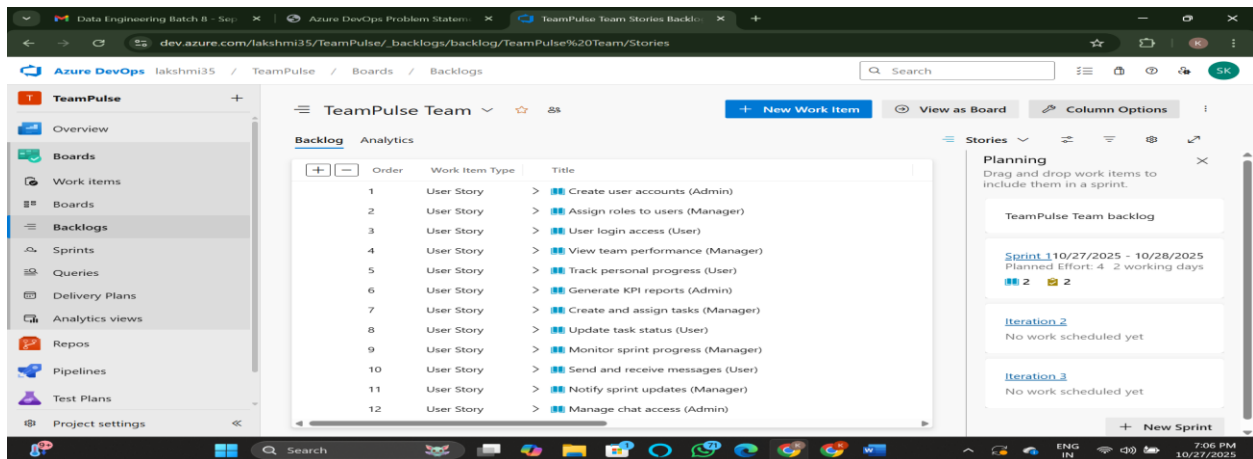 Data Engineering Batch 8 - Sep
Azure DevOps Problem Statem
TeamPulse Team Stories Backlo
dev.azure.com/lakshmi35/TeamPulse/_backlogs/backlog/TeamPulse%20Team/Stories
K
Azure DevOps lakshmi35 / TeamPulse / Boards / Backlogs
Search
SK
T TeamPulse
Overview
Boards
Work items
Boards
Backlogs
Sprints
Queries
Delivery Plans
Analytics views
Repos
Pipelines
Test Plans
Project settings
TeamPulse Team
New Work Item
View as Board
Column Options
Backlog Analytics
Stories
Order Work Item Type Title
1 User Story Create user accounts (Admin)
2 User Story Assign roles to users (Manager)
3 User Story User login access (User)
4 User Story View team performance (Manager)
5 User Story Track personal progress (User)
6 User Story Generate KPI reports (Admin)
7 User Story Create and assign tasks (Manager)
8 User Story Update task status (User)
9 User Story Monitor sprint progress (Manager)
10 User Story Send and receive messages (User)
11 User Story Notify sprint updates (Manager)
12 User Story Manage chat access (Admin)
Planning
Drag and drop work items to
include them in a sprint.
TeamPulse Team backlog
Sprint 1 10/27/2025 - 10/28/2025
Planned Effort: 4 2 working days
2 2
Iteration 2
No work scheduled yet
Iteration 3
No work scheduled yet
+ New Sprint
9+
Search
71
ENG
IN
7:06 PM
10/27/2025